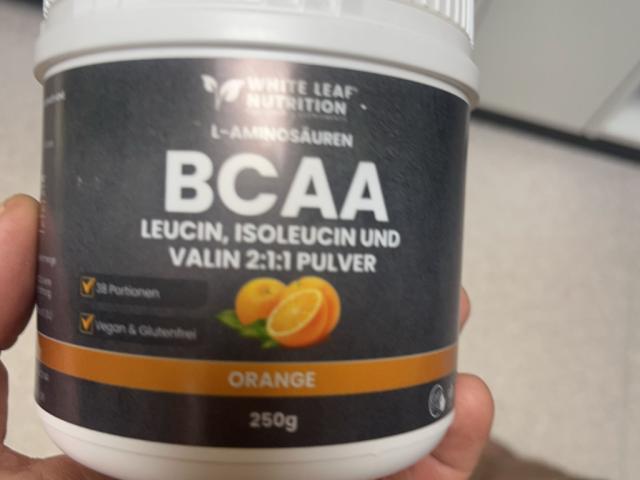 WHITE LEAF
NUTRITION
L-AMINOSÄUREN
BCAA
LEUCIN, ISOLEUCIN UND
VALIN 2:1:1 PULVER
38 Portionen
Vegan & Glutenfrei
ORANGE
250g